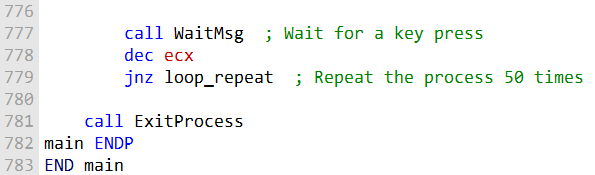 776
777 call WaitMsg ; Wait for a key press
778 dec ecx
779 jnz loop_repeat ; Repeat the process 50 times
780
781 call ExitProcess
782 main ENDP
783 END main